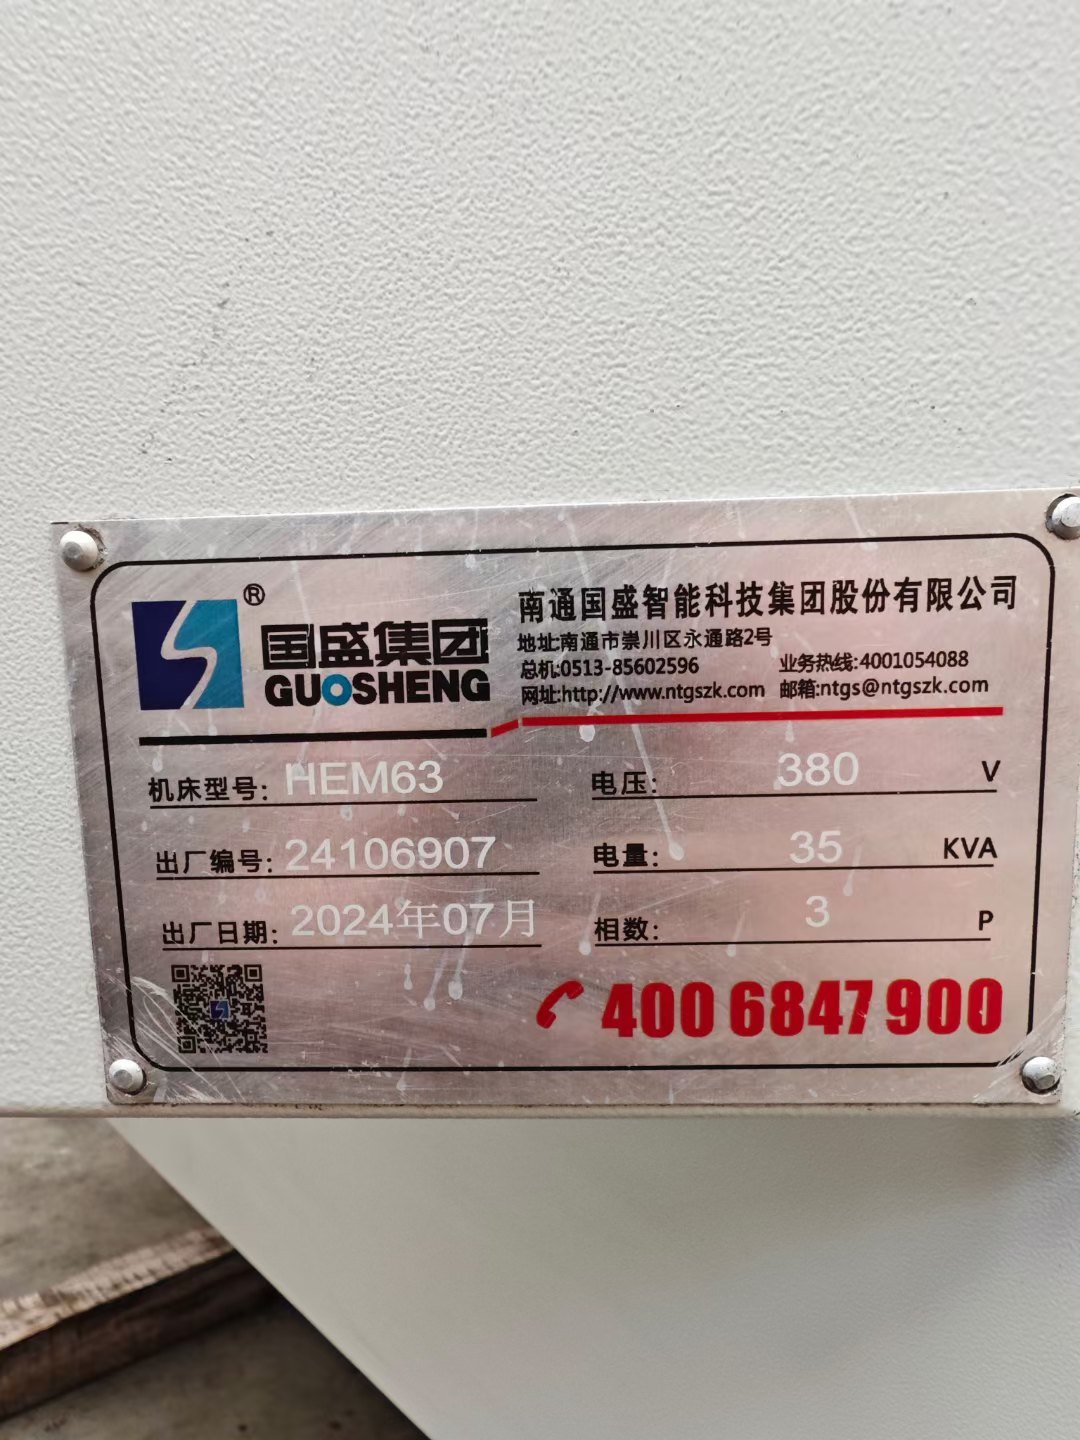 ®
国盛集团
GUOSHENG
南通国盛智能科技集团股份有限公司
地址:南通市崇川区永通路2号
总机:0513-85602596 业务热线:4001054088
网址:http://www.ntgszk.com 邮箱:ntgs@ntgszk.com
机床型号: HEM63 电压: 380 V
出厂编号: 24106907 电量: 35 KVA
出厂日期: 2024年07月 相数: 3 P
400 6847 900